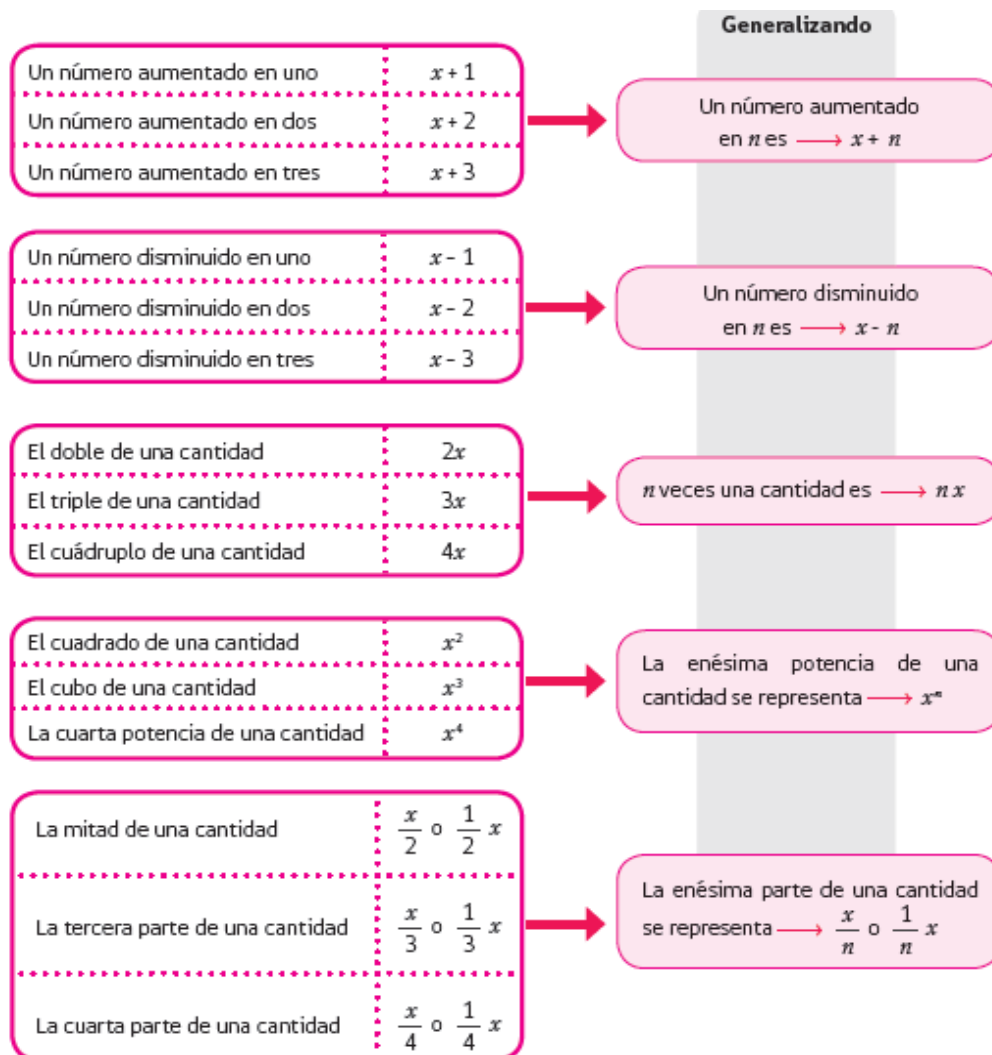 Generalizando
Un número aumentado en uno x + 1
Un número aumentado en dos x + 2
Un número aumentado en tres x + 3
Un número aumentado
en n es ⟶ x + n
Un número disminuido en uno x – 1
Un número disminuido en dos x – 2
Un número disminuido en tres x – 3
Un número disminuido
en n es ⟶ x - n
El doble de una cantidad 2x
El triple de una cantidad 3x
El cuádruplo de una cantidad 4x
n veces una cantidad es ⟶ n x
El cuadrado de una cantidad x²
El cubo de una cantidad x³
La cuarta potencia de una cantidad x⁴
La enésima potencia de una
cantidad se representa ⟶ xⁿ
La mitad de una cantidad x/2 o 1/2 x
La tercera parte de una cantidad x/3 o 1/3 x
La cuarta parte de una cantidad x/4 o 1/4 x
La enésima parte de una cantidad
se representa ⟶ x/n o 1/n x